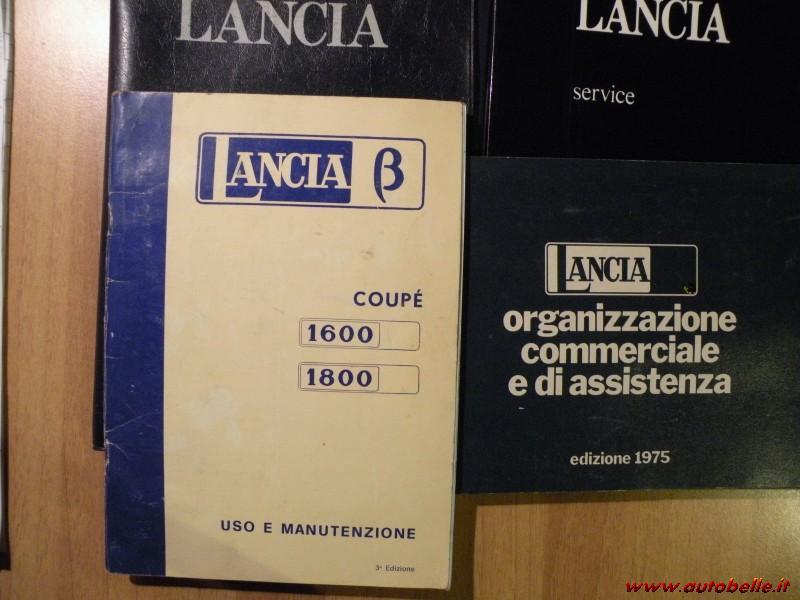 LANCIA
LANCIA
service
LANCIA β
COUPÉ
1600
1800
USO E MANUTENZIONE
3ª Edizione
LANCIA
organizzazione
commerciale
e di assistenza
edizione 1975
www.autobelle.it